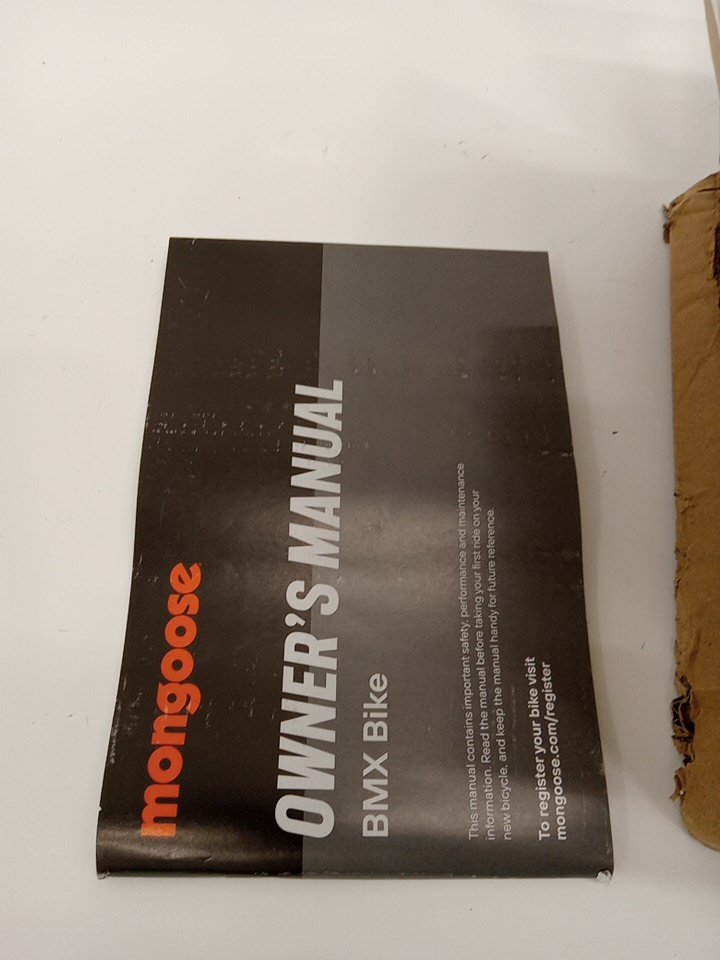 mongoose
OWNER'S MANUAL
BMX Bike
This manual contains important safety, performance and maintenance
information. Read the manual before taking your first ride on your
new bicycle, and keep the manual handy for future reference.
To register your bike visit
mongoose.com/register